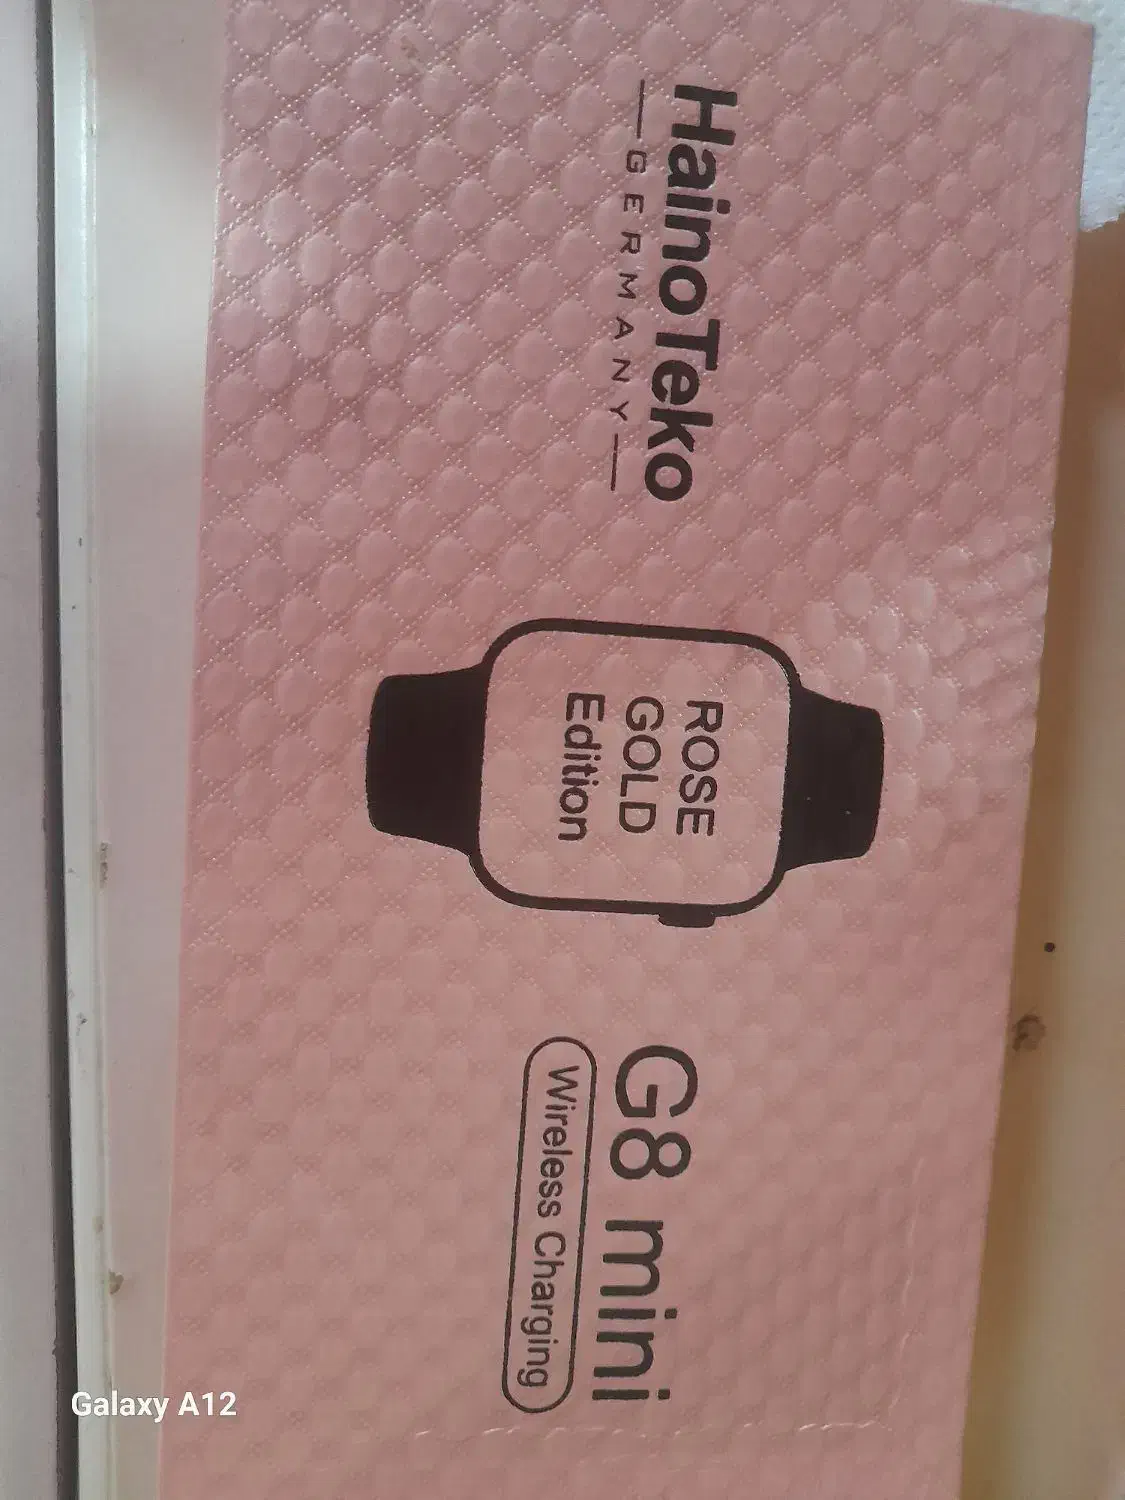 HainoTeko
GERMANY
ROSE
GOLD
Edition
G8 mini
Wireless Charging
Galaxy A12